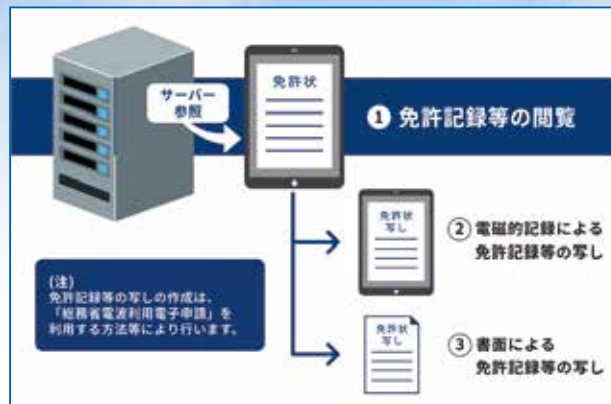 サーバー
参照
免許状
① 免許記録等の閲覧
免許状
写し
② 電磁的記録による
免許記録等の写し
(注)
免許記録等の写しの作成は、
「総務省電波利用電子申請」を
利用する方法等により行います。
免許状
写し
③ 書面による
免許記録等の写し